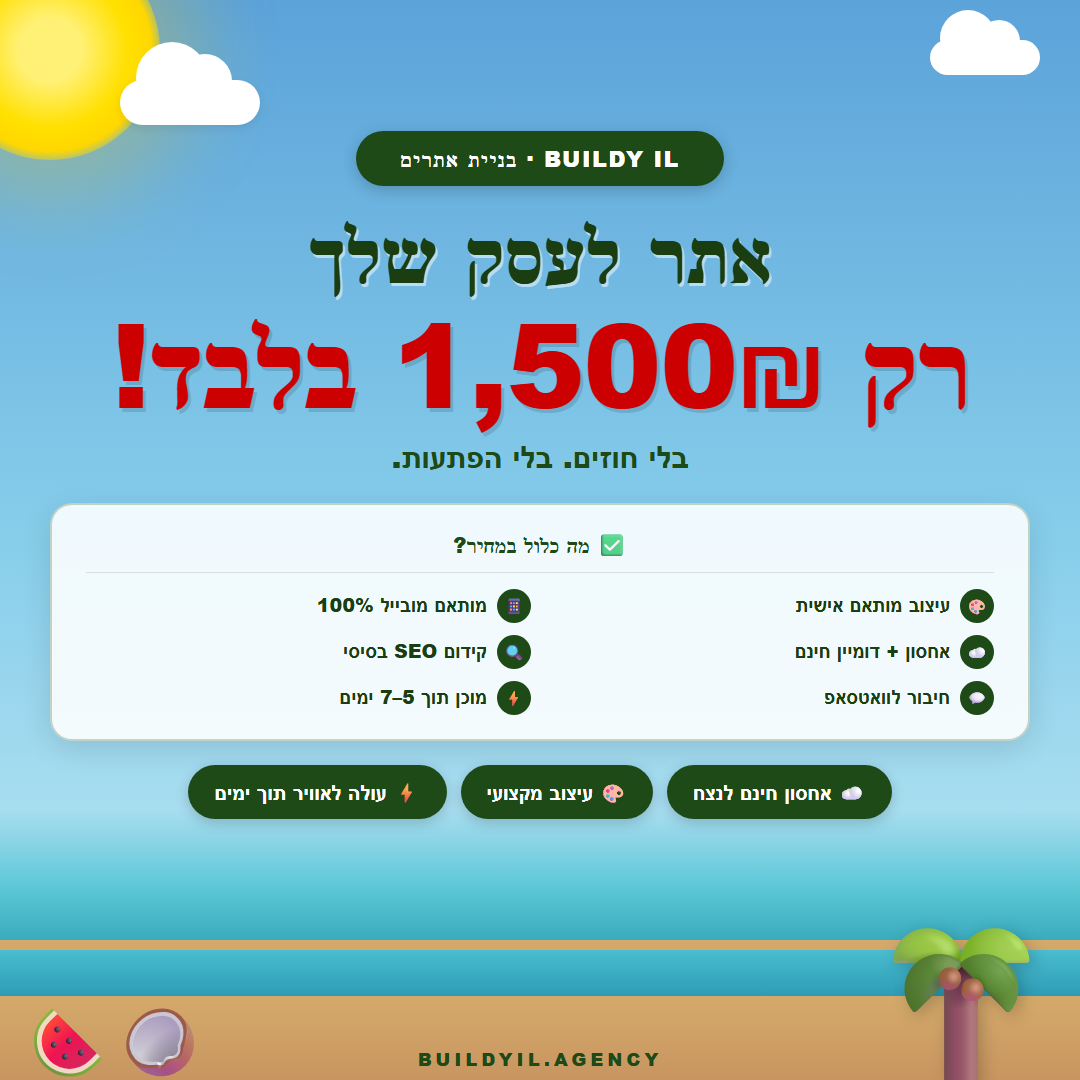 BUILDY IL · בניית אתרים
אתר לעסק שלך
רק ₪1,500 בלבד!
בלי חוזים. בלי הפתעות.
✅ מה כלול במחיר?
עיצוב מותאם אישית
מותאם מובייל 100%
אחסון + דומיין חינם
קידום SEO בסיסי
חיבור לוואטסאפ
מוכן תוך 5–7 ימים
אחסון חינם לנצח
עיצוב מקצועי
עולה לאוויר תוך ימים
BUILDYIL.AGENCY